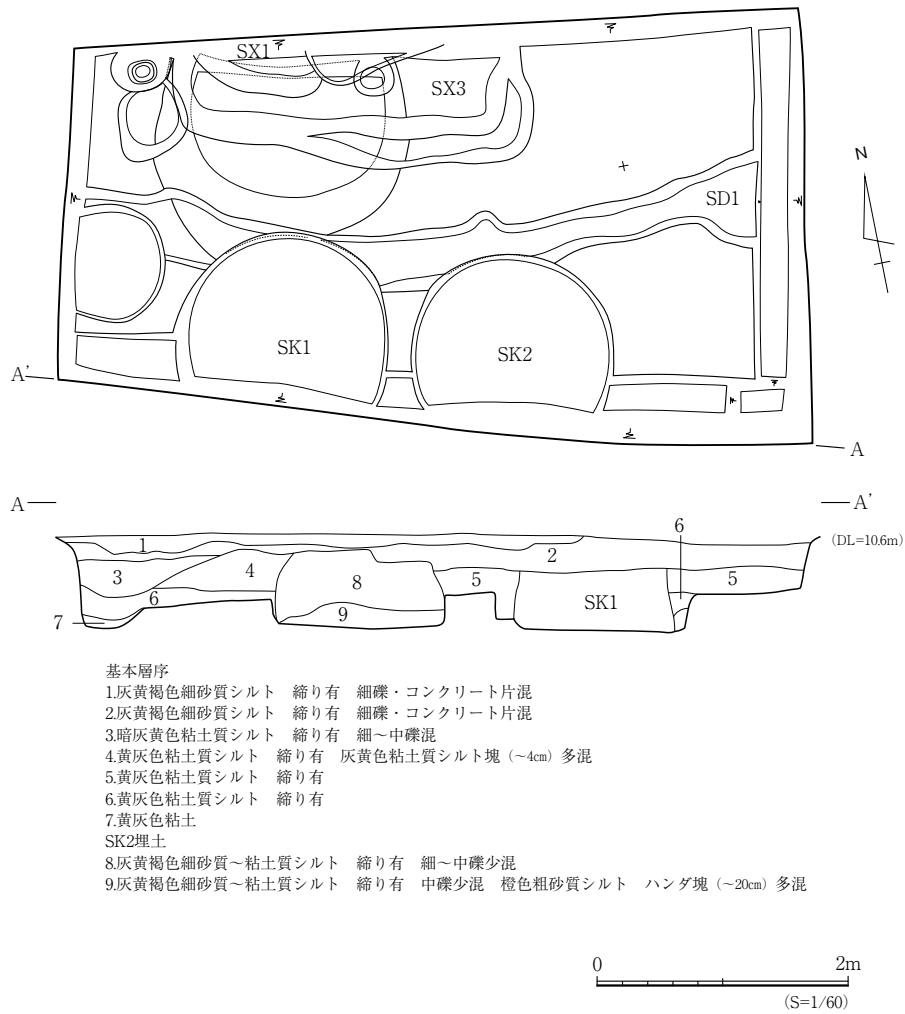 SX1
SX3
N
SD1
SK1
SK2
A'
A
A
A'
6
(DL=10.6m)
1
2
3
4
5
5
8
6
SK1
9
7
基本層序
1.灰黄褐色細砂質シルト　締り有　細礫・コンクリート片混
2.灰黄褐色細砂質シルト　締り有　細礫・コンクリート片混
3.暗灰黄色粘土質シルト　締り有　細～中礫混
4.黄灰色粘土質シルト　締り有　灰黄色粘土質シルト塊（~4㎝）多混
5.黄灰色粘土質シルト　締り有
6.黄灰色粘土質シルト　締り有
7.黄灰色粘土
SK2埋土
8.灰黄褐色細砂質～粘土質シルト　締り有　細～中礫少混
9.灰黄褐色細砂質～粘土質シルト　締り有　中礫少混　橙色粗砂質シルト　ハンダ塊（~20㎝）多混
0 2m
(S=1/60)